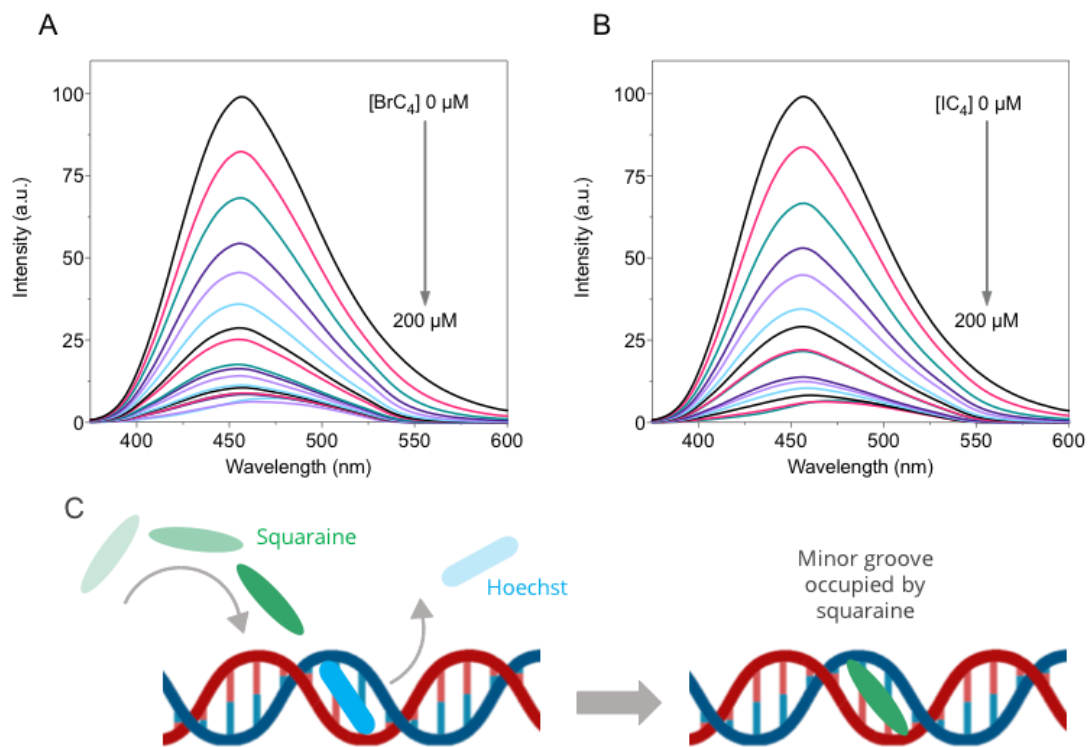 A
100
75
50
25
0
Intensity (a.u.)
[BrC₄] 0 µM
200 µM
400
450
500
550
600
Wavelength (nm)
B
100
75
50
25
0
Intensity (a.u.)
[IC₄] 0 µM
200 µM
400
450
500
550
600
Wavelength (nm)
C
Squaraine
Hoechst
Minor groove
occupied by
squaraine